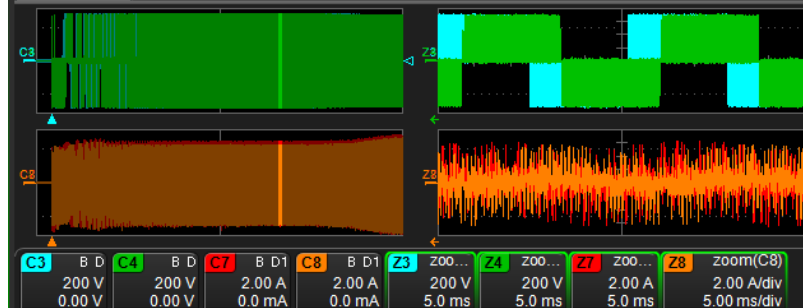 C3
Z3
C8
Z8
C3 B D C4 B D C7 B D1 C8 B D1 Z3 zoo... Z4 zoo... Z7 zoo... Z8 zoom(C8)
200 V 200 V 2.00 A 2.00 A 200 V 200 V 2.00 A 2.00 A/div
0.00 V 0.00 V 0.0 mA 0.0 mA 5.0 ms 5.0 ms 5.0 ms 5.00 ms/div